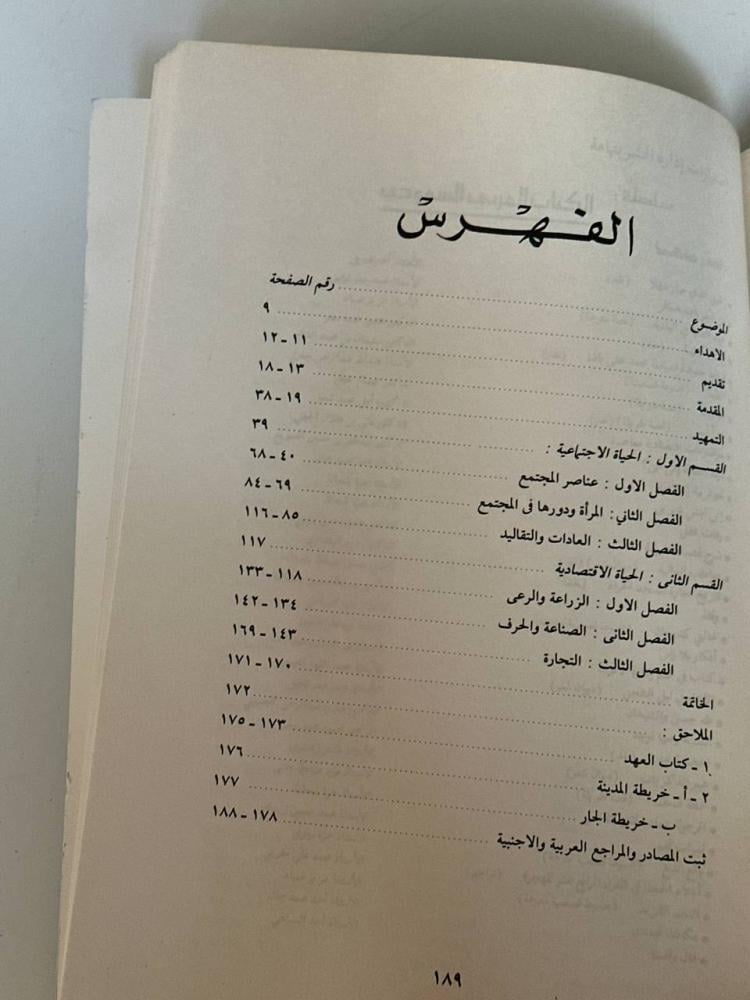 الفهرس
الموضوع ........ رقم الصفحة
الاهداء ........ ٩
تقديم ........ ١١ - ١٢
المقدمة ........ ١٣ - ١٨
التمهيد ........ ١٩ - ٣٨
القسم الاول : الحياة الاجتماعية : ........ ٣٩
الفصل الاول : عناصر المجتمع ........ ٤٠ - ٦٨
الفصل الثاني: المرأة ودورها فى المجتمع ........ ٦٩ - ٨٤
الفصل الثالث : العادات والتقاليد ........ ٨٥ - ١١٦
القسم الثانى : الحياة الاقتصادية ........ ١١٧
الفصل الاول : الزراعة والرعى ........ ١١٨ - ١٣٣
الفصل الثانى : الصناعة والحرف ........ ١٣٤ - ١٤٢
الفصل الثالث : التجارة ........ ١٤٣ - ١٦٩
الخاتمة ........ ١٧٠ - ١٧١
الملاحق : ........ ١٧٢
١ - كتاب العهد ........ ١٧٣ - ١٧٥
٢ - أ - خريطة المدينة ........ ١٧٦
ب - خريطة الجار ........ ١٧٧
ثبت المصادر والمراجع العربية والاجنبية ........ ١٧٨ - ١٨٨
١٨٩